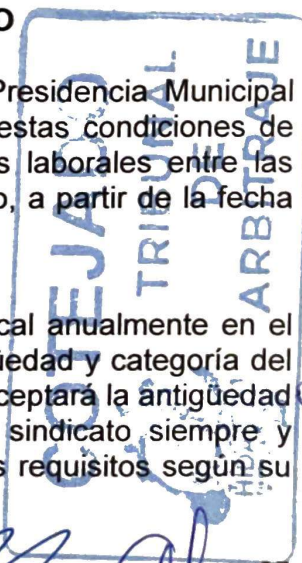 O
Presidencia Municipal
estas condiciones de
s laborales entre las
o, a partir de la fecha
cal anualmente en el
üedad y categoría del
ceptará la antigüedad
sindicato siempre y
s requisitos según su
COTEJADO
TRIBUNAL
DE
ARBITRAJE